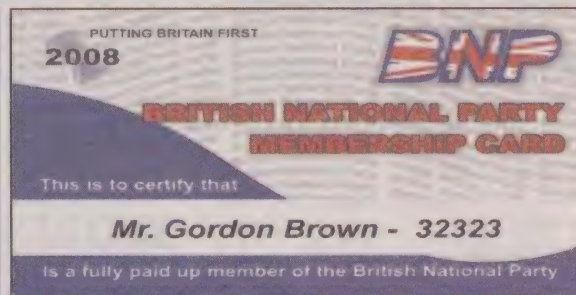 PUTTING BRITAIN FIRST
2008
BNP
BRITISH NATIONAL PARTY
MEMBERSHIP CARD
This is to certify that
Mr. Gordon Brown - 32323
Is a fully paid up member of the British National Party